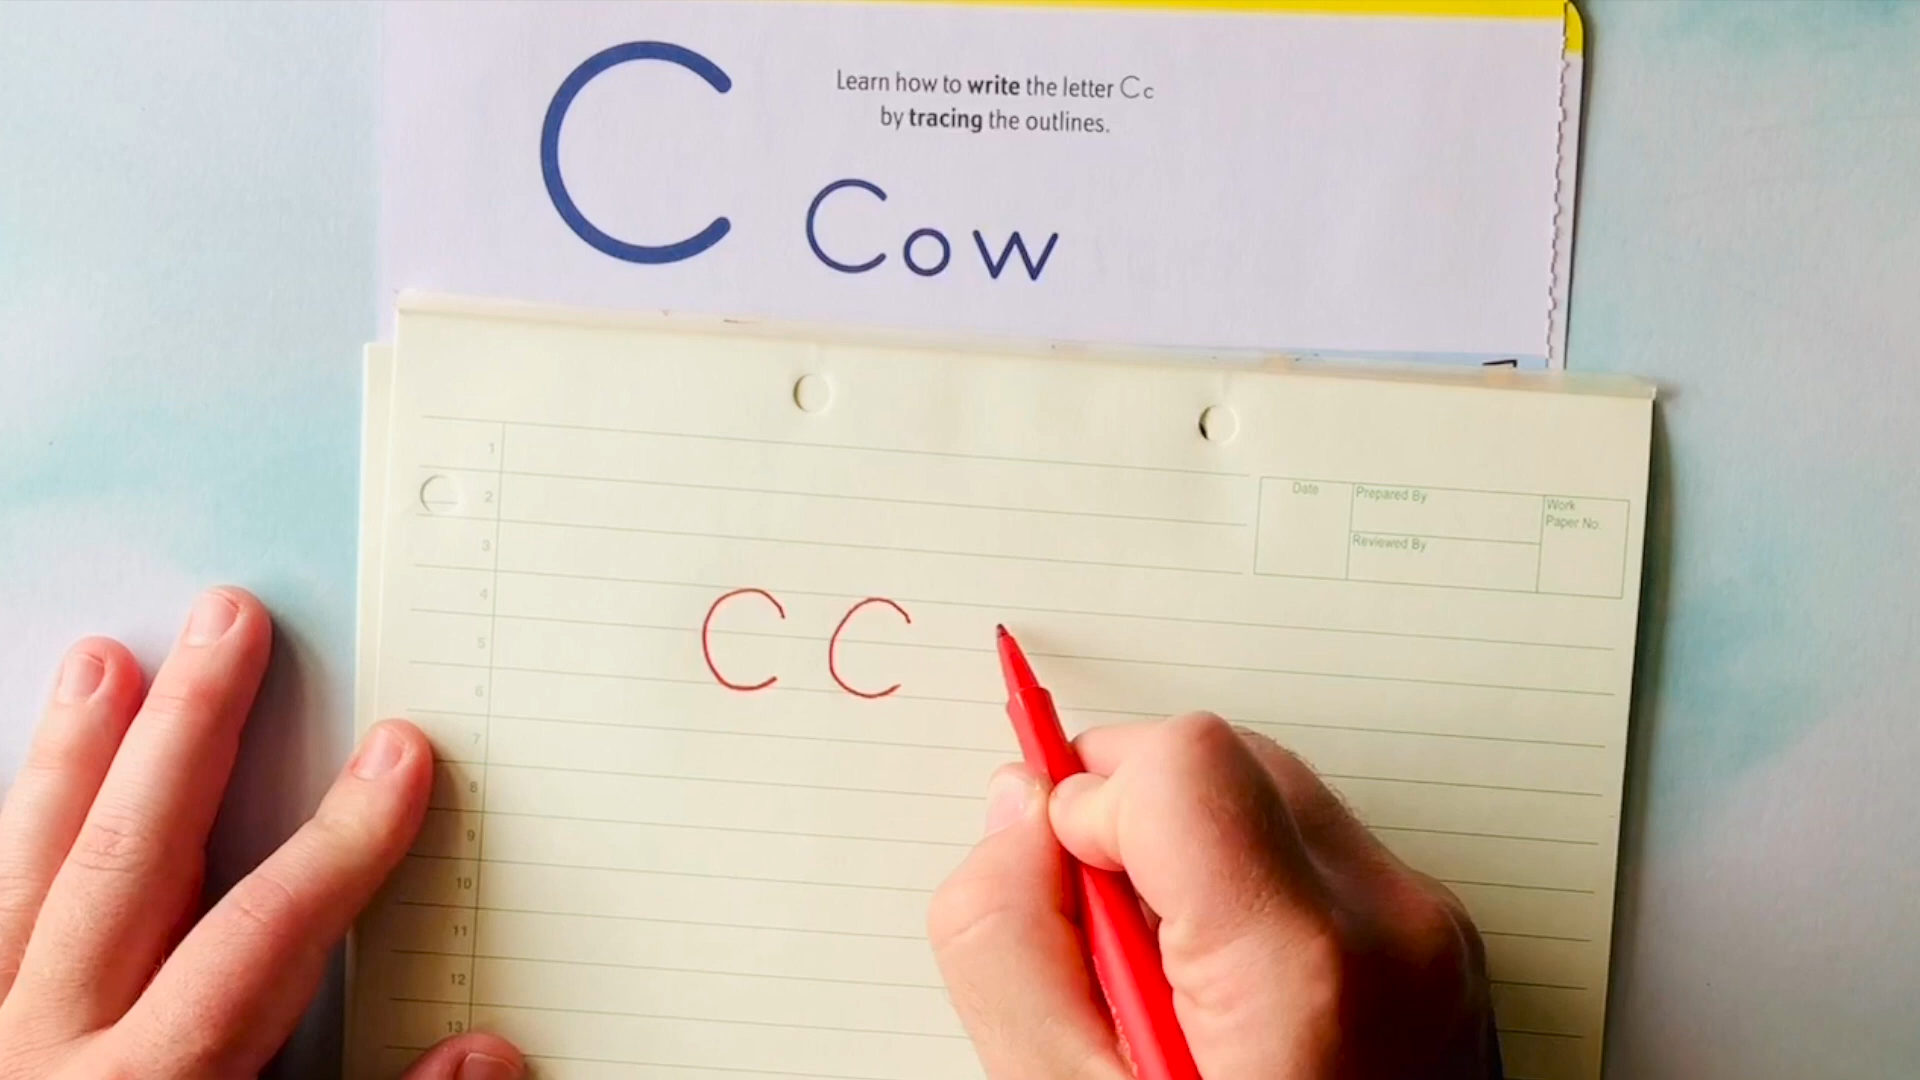 C
Learn how to write the letter Cc
by tracing the outlines.
Cow
1
2
3
4
5
6
7
8
9
10
11
12
13
Date
Prepared By
Work
Paper No.
Reviewed By
C C